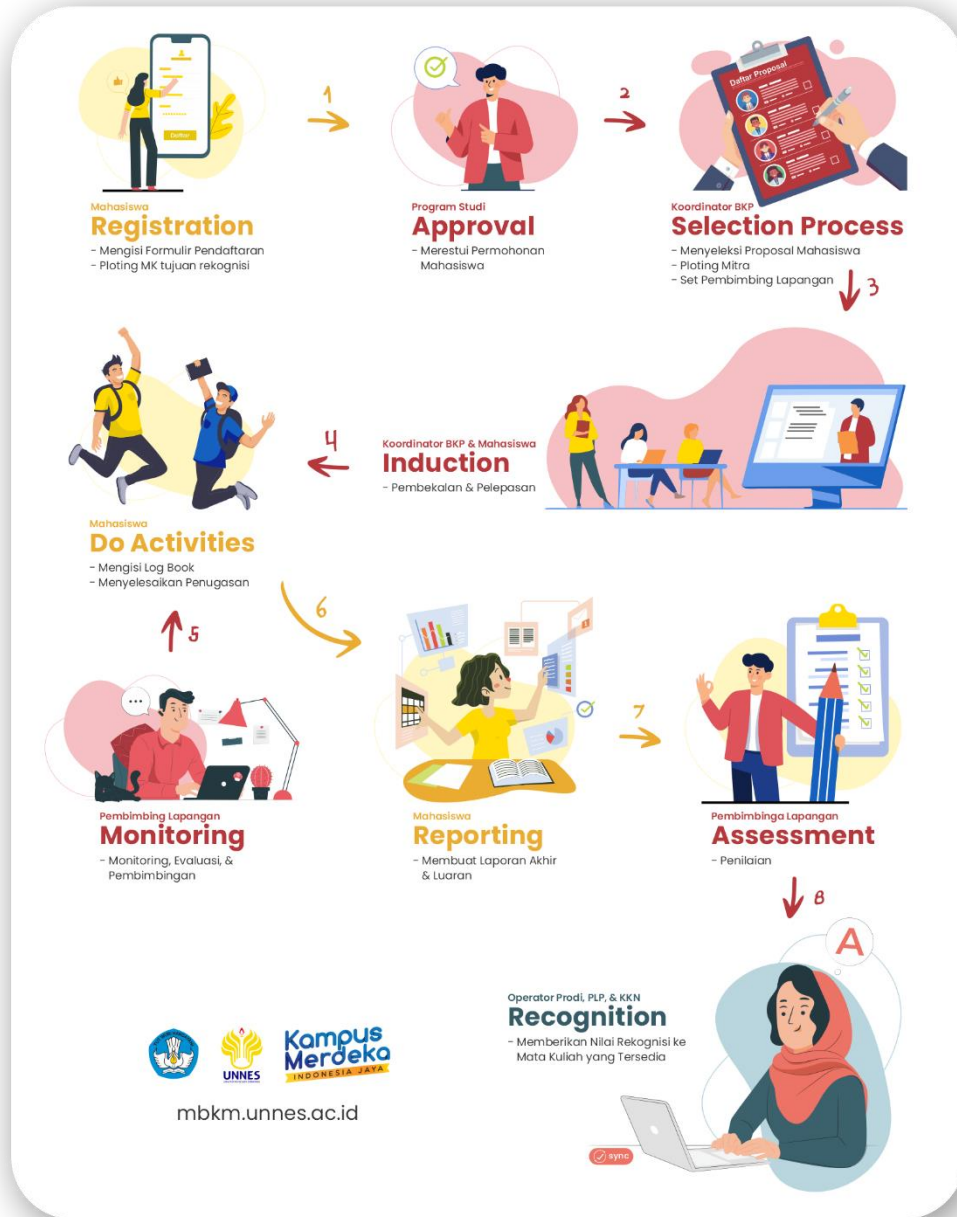 Daftar
1
2
Daftar Proposal
Mahasiswa
Registration
- Mengisi Formulir Pendaftaran
- Ploting MK tujuan rekognisi
Program Studi
Approval
- Merestui Permohonan
Mahasiswa
Koordinator BKP
Selection Process
- Menyeleksi Proposal Mahasiswa
- Ploting Mitra
- Set Pembimbing Lapangan
3
4
Koordinator BKP & Mahasiswa
Induction
- Pembekalan & Pelepasan
Mahasiswa
Do Activities
- Mengisi Log Book
- Menyelesaikan Penugasan
5
6
7
Pembimbing Lapangan
Monitoring
- Monitoring, Evaluasi, &
Pembimbingan
Mahasiswa
Reporting
- Membuat Laporan Akhir
& Luaran
Pembimbinga Lapangan
Assessment
- Penilaian
8
A
Operator Prodi, PLP, & KKN
Recognition
- Memberikan Nilai Rekognisi ke
Mata Kuliah yang Tersedia
UNNES
Kampus
Merdeka
INDONESIA JAYA
mbkm.unnes.ac.id
sync